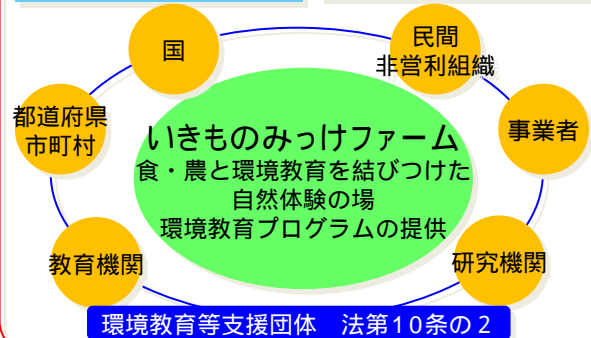 国
民間
非営利組織
都道府県
市町村
事業者
いきものみっけファーム
食・農と環境教育を結びつけた
自然体験の場
環境教育プログラムの提供
教育機関
研究機関
環境教育等支援団体　法第10条の２